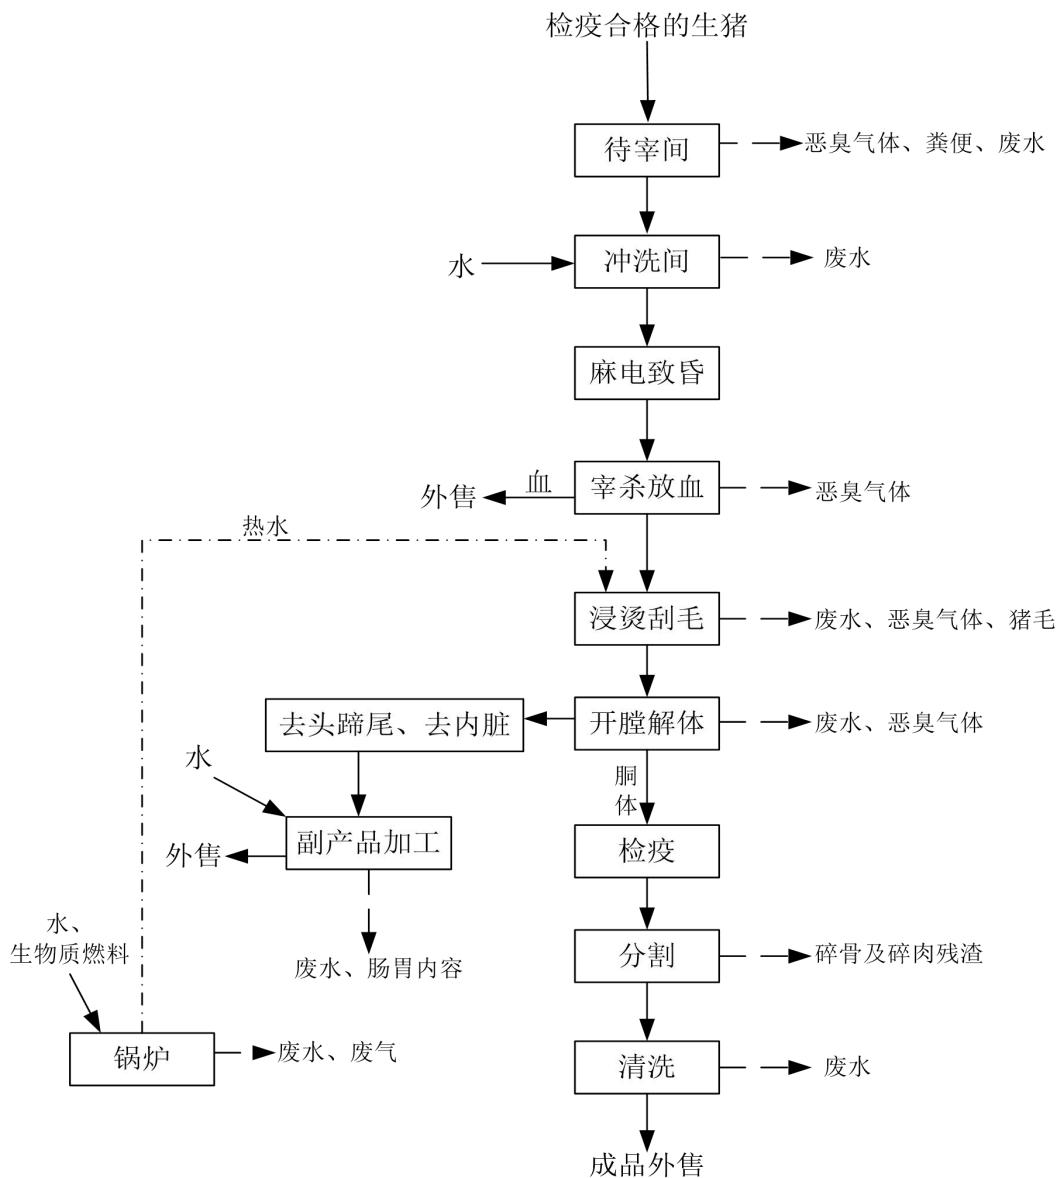 检疫合格的生猪
待宰间
恶臭气体、粪便、废水
水
冲洗间
废水
麻电致昏
外售
血
宰杀放血
恶臭气体
热水
浸烫刮毛
废水、恶臭气体、猪毛
去头蹄尾、去内脏
开膛解体
废水、恶臭气体
水
胴
体
副产品加工
外售
检疫
水、
生物质燃料
废水、肠胃内容
分割
碎骨及碎肉残渣
锅炉
废水、废气
清洗
废水
成品外售